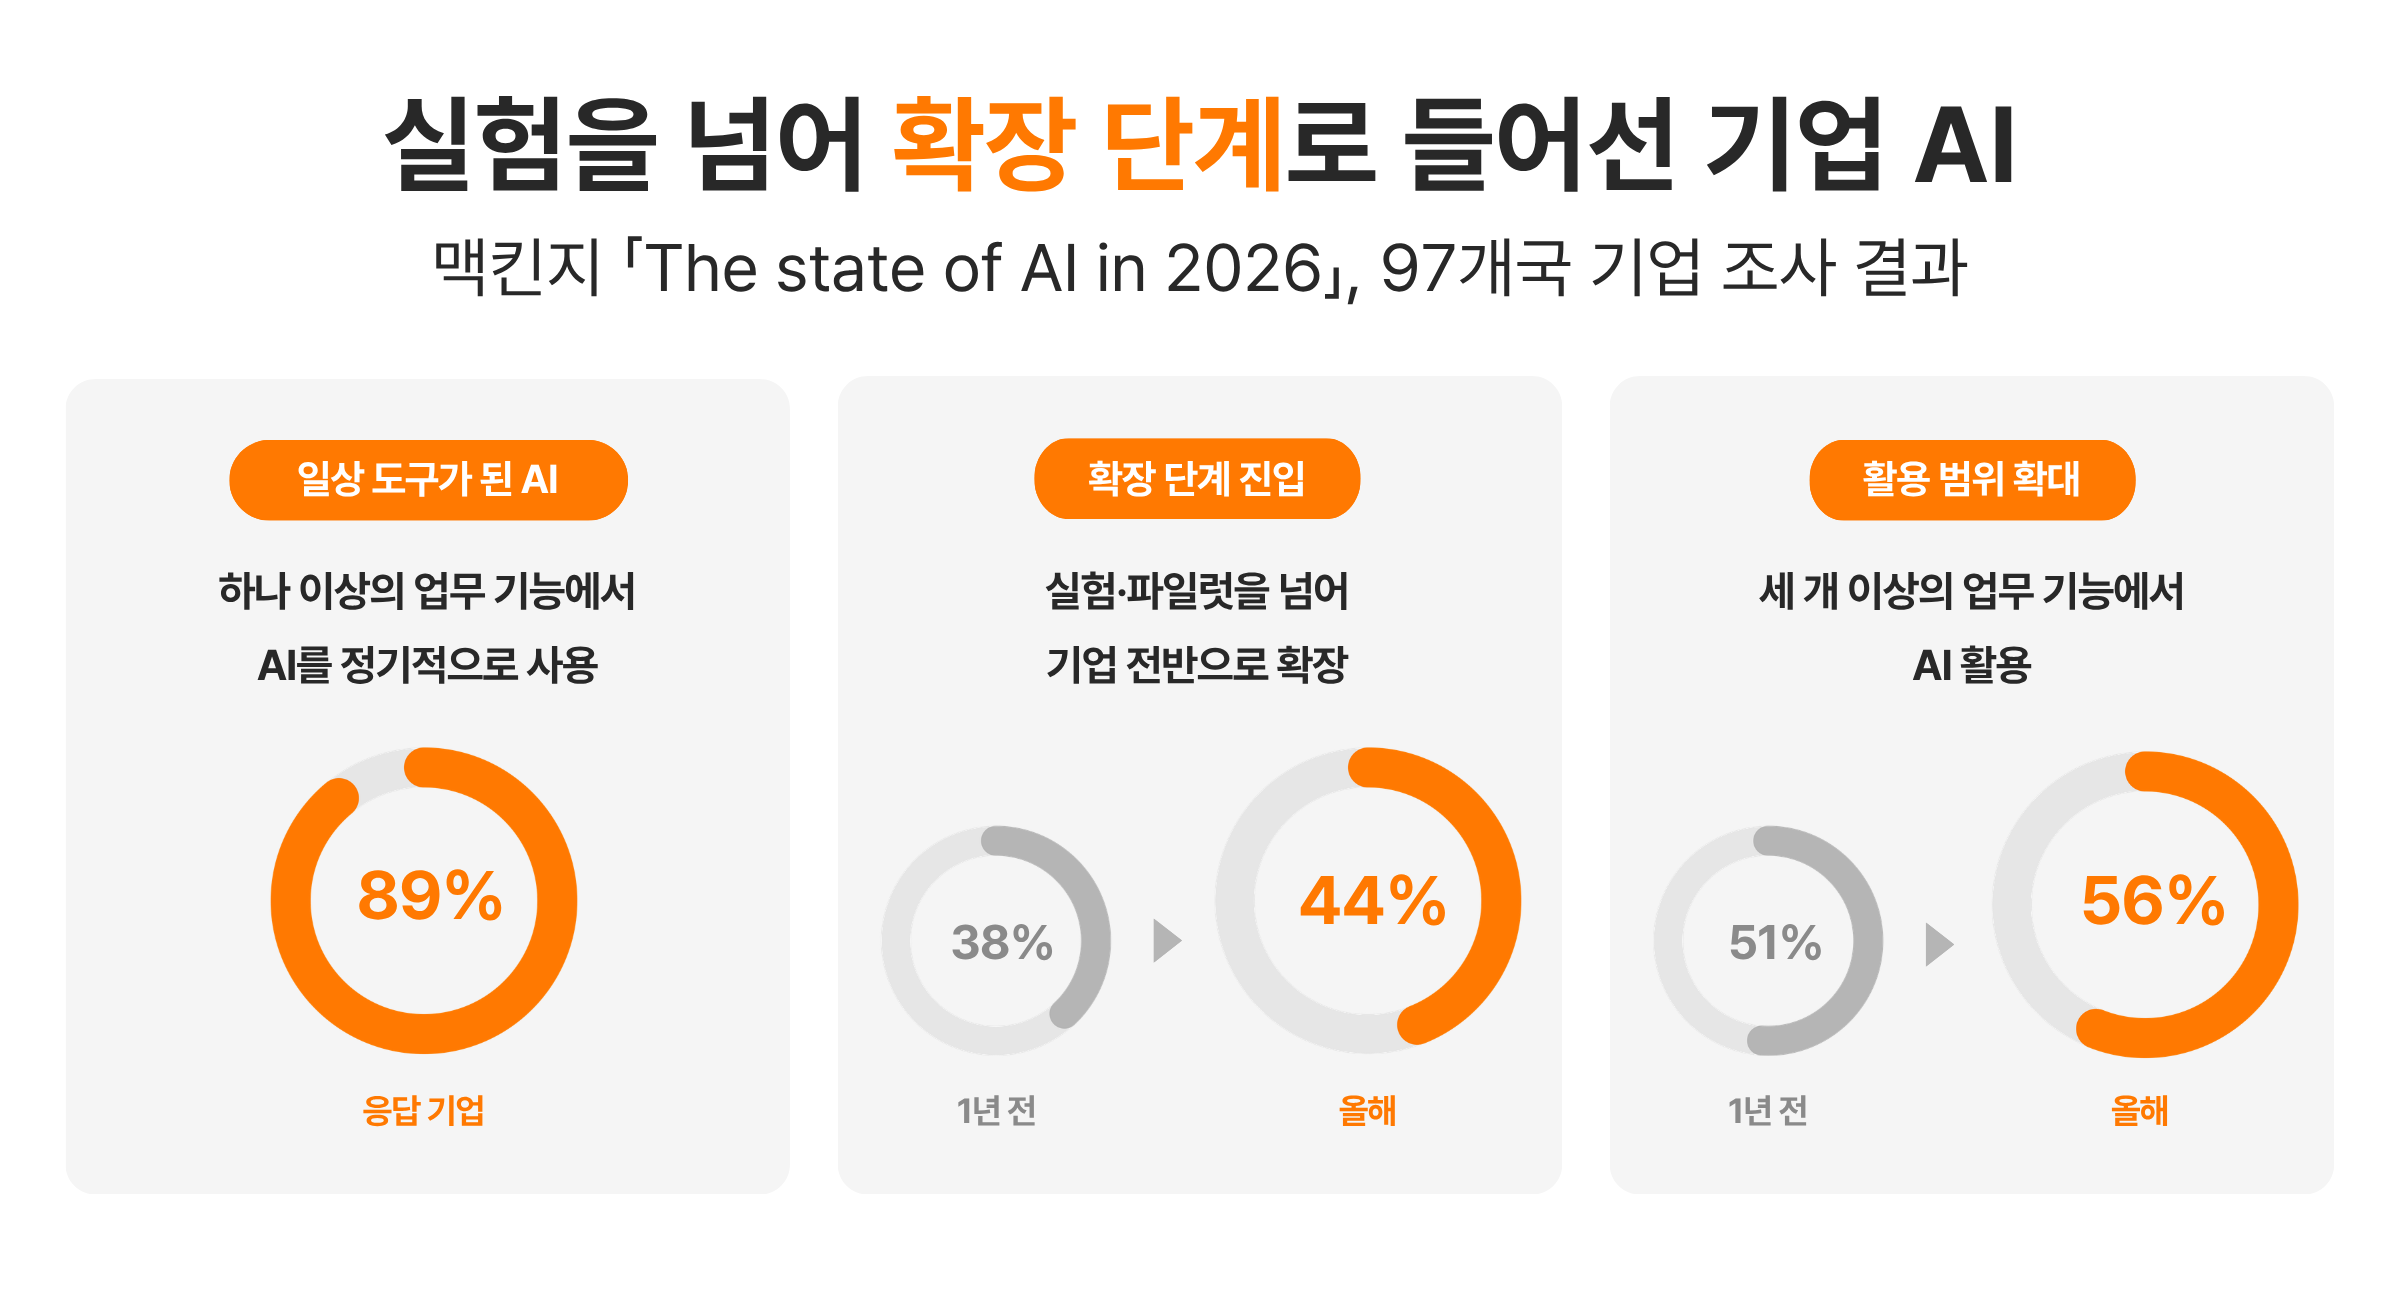 실험을 넘어 확장 단계로 들어선 기업 AI
맥킨지 「The state of AI in 2026」, 97개국 기업 조사 결과
일상 도구가 된 AI
하나 이상의 업무 기능에서
AI를 정기적으로 사용
89%
응답 기업
확장 단계 진입
실험·파일럿을 넘어
기업 전반으로 확장
38%
44%
1년 전
올해
활용 범위 확대
세 개 이상의 업무 기능에서
AI 활용
51%
56%
1년 전
올해